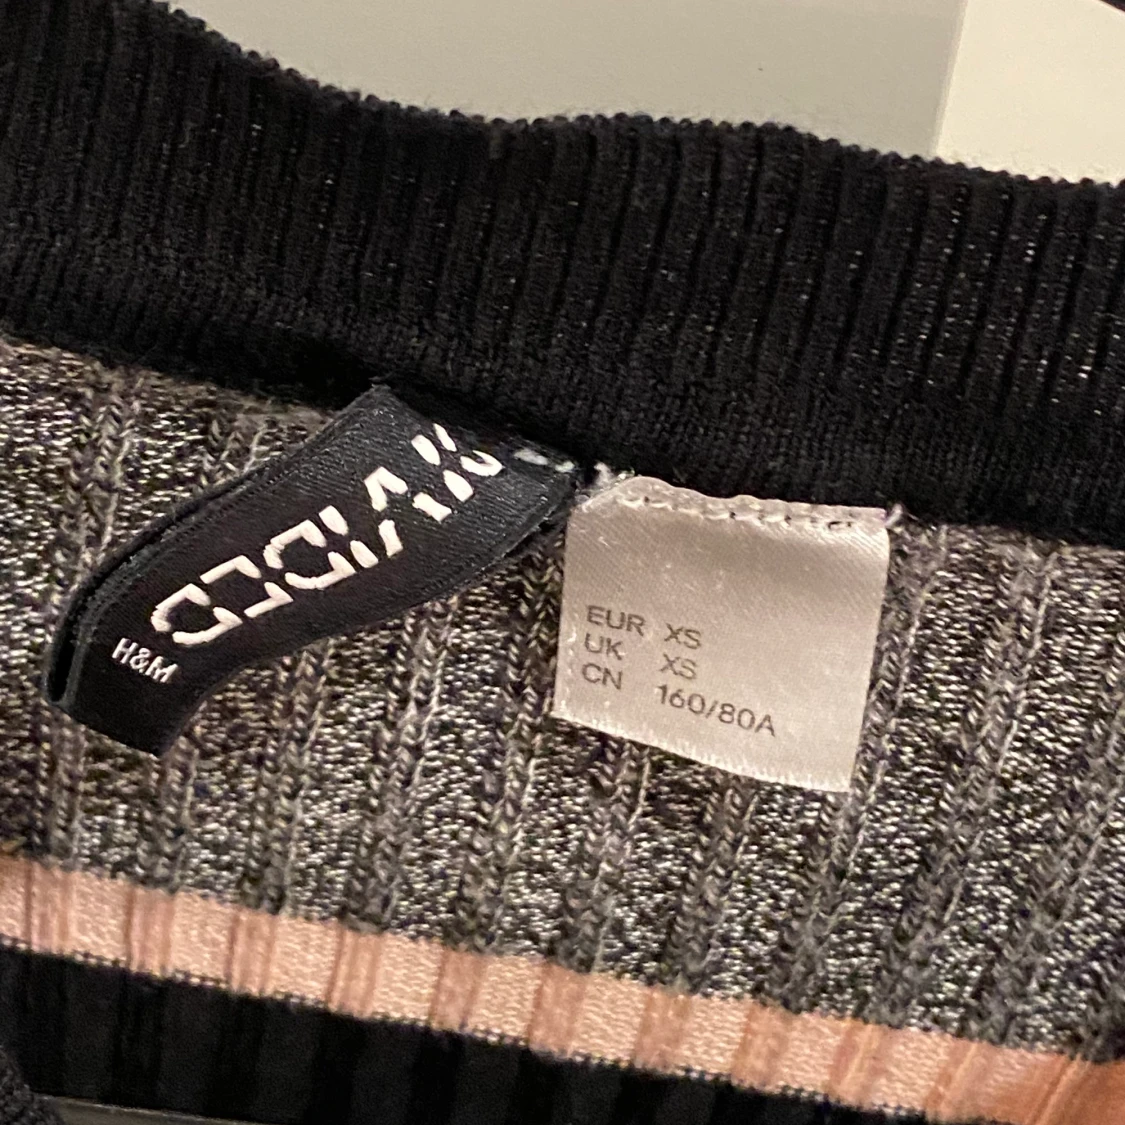 DIVIDED
H&M
EUR XS
UK XS
CN 160/80A